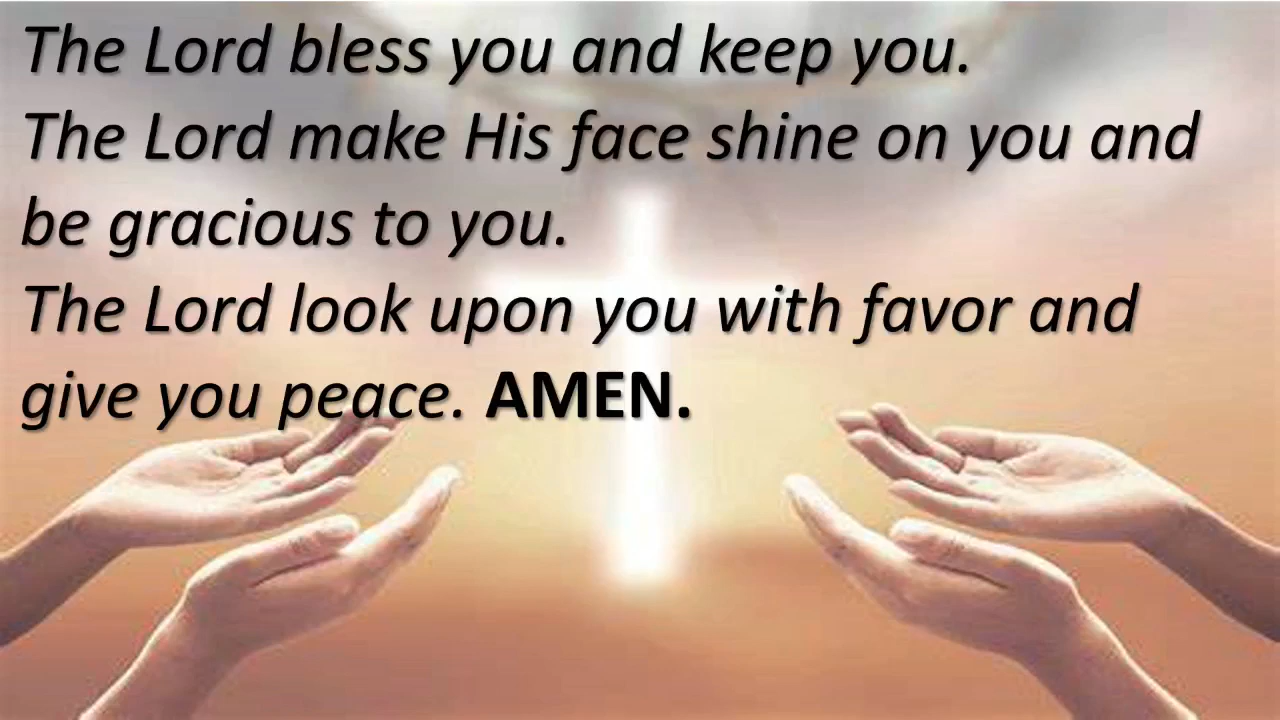 The Lord bless you and keep you.
The Lord make His face shine on you and
be gracious to you.
The Lord look upon you with favor and
give you peace. AMEN.